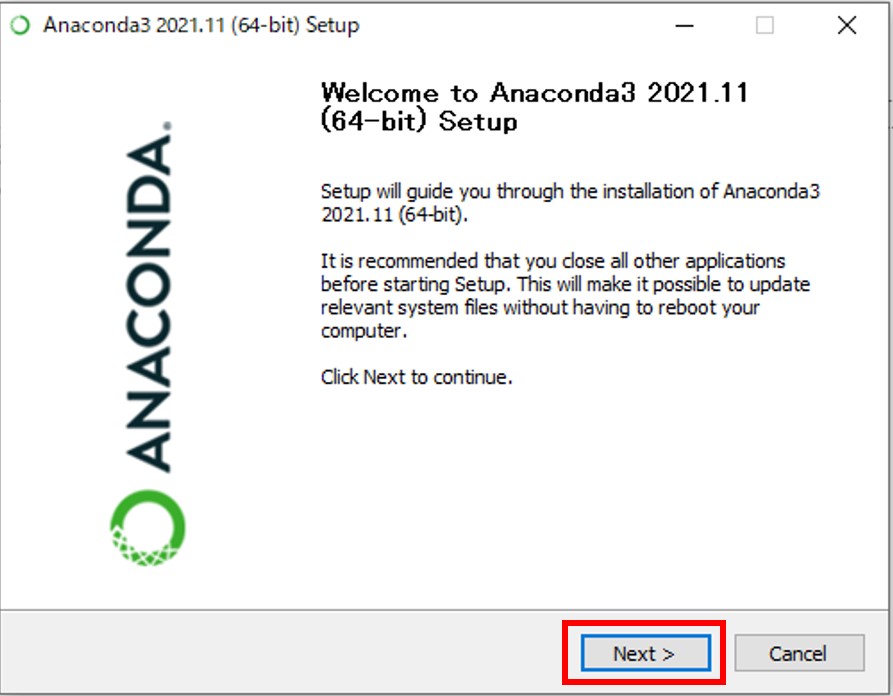 Anaconda3 2021.11 (64-bit) Setup
Welcome to Anaconda3 2021.11
(64-bit) Setup
Setup will guide you through the installation of Anaconda3
2021.11 (64-bit).
It is recommended that you close all other applications
before starting Setup. This will make it possible to update
relevant system files without having to reboot your
computer.
Click Next to continue.
ANACONDA.
Next >
Cancel